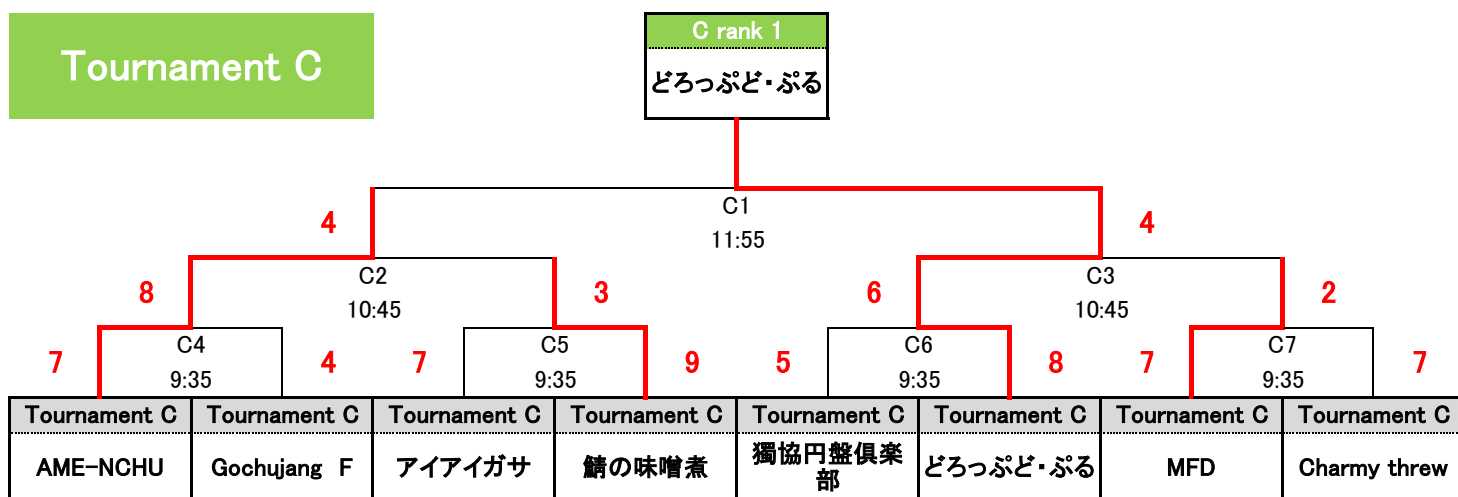 Tournament C
C rank 1
どろっぷど・ぷる
C1
11:55
4
4
C2
10:45
C3
10:45
8
3
6
2
C4
9:35
C5
9:35
C6
9:35
C7
9:35
7
4
7
9
5
8
7
7
Tournament C
Tournament C
Tournament C
Tournament C
Tournament C
Tournament C
Tournament C
Tournament C
AME-NCHU
Gochujang F
アイアイガサ
鯖の味噌煮
獨協円盤倶楽
部
どろっぷど・ぷる
MFD
Charmy threw